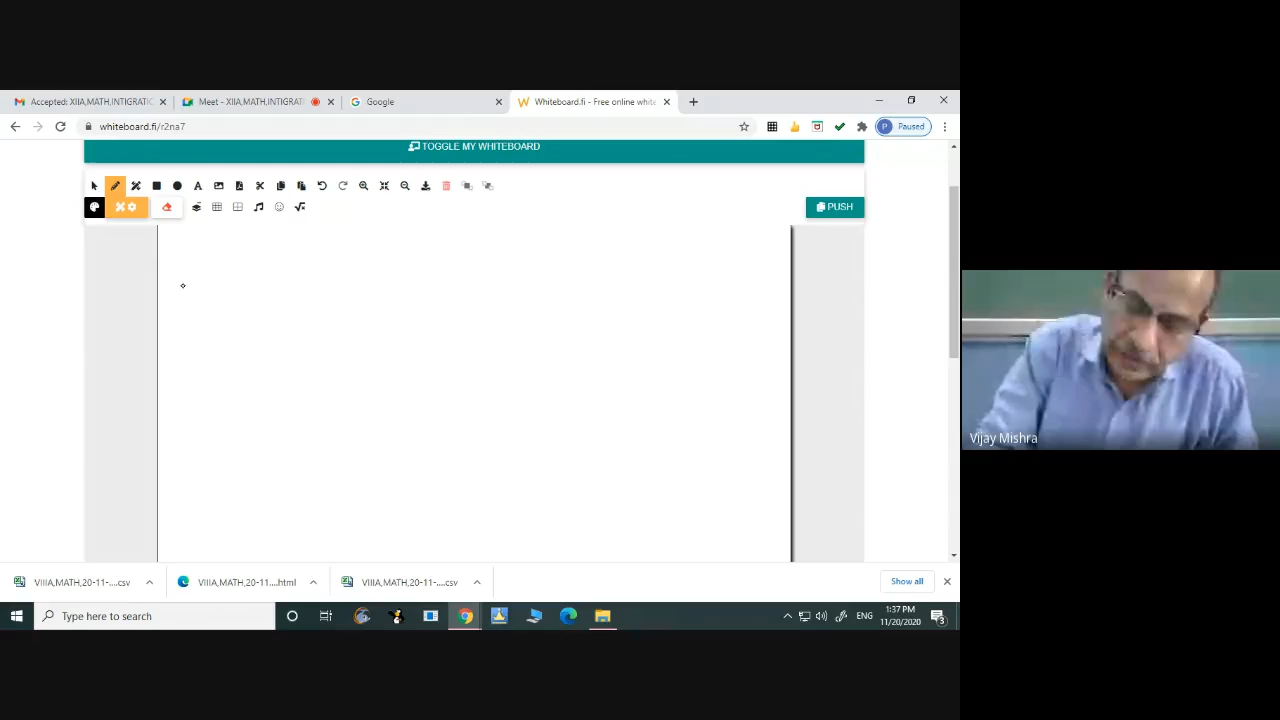 Accepted: XIIA,MATH,INTIGRATIC
Meet - XIIA,MATH,INTIGRATI
Google
Whiteboard.fi - Free online white
whiteboard.fi/r2na7
P Paused
TOGGLE MY WHITEBOARD
PUSH
Vijay Mishra
VIIIA,MATH,20-11-....csv
VIIIA,MATH,20-11....html
VIIIA,MATH,20-11-....csv
Show all
Type here to search
ENG
1:37 PM
11/20/2020
3